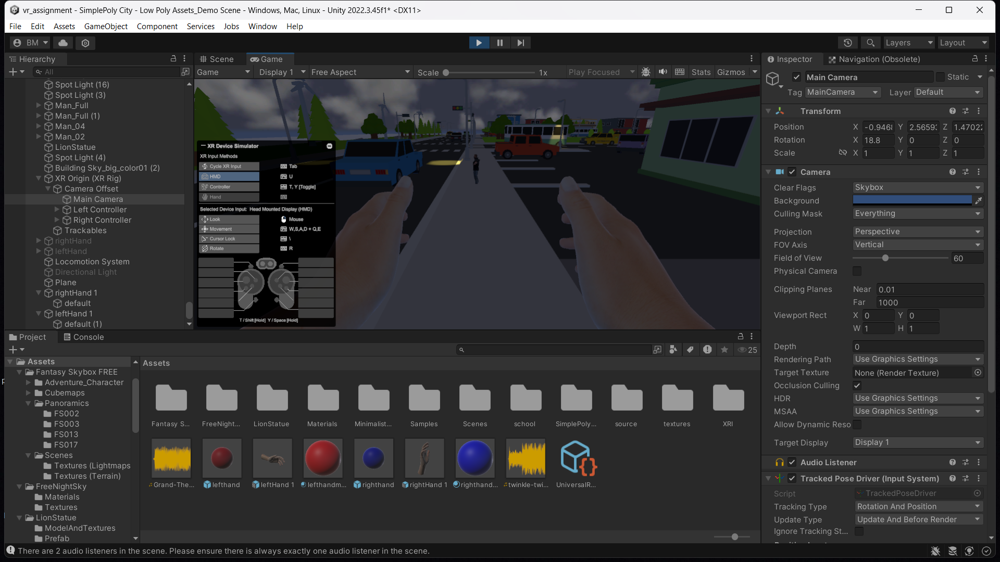 vr_assignment - SimplePoly City - Low Poly Assets_Demo Scene - Windows, Mac, Linux - Unity 2022.3.45f1* <DX11>
File Edit Assets GameObject Component Services Jobs Window Help
BM
Layers
Layout
Hierarchy
All
Spot Light (16)
Spot Light (3)
Man_Full
Man_Full (1)
Man_04
Man_02
LionStatue
Spot Light (4)
Building Sky_big_color01 (2)
XR Origin (XR Rig)
Camera Offset
Main Camera
Left Controller
Right Controller
Trackables
rightHand
leftHand
Locomotion System
Directional Light
Plane
rightHand 1
default
leftHand 1
default (1)
Scene Game
Game Display 1 Free Aspect Scale 1x Play Focused Stats Gizmos
XR Device Simulator
XR Input Methods
Cycle XR Input Tab
HMD U
Controller T, Y [Toggle]
Hand
Selected Device Input: Head Mounted Display (HMD)
Look Mouse
Movement W,S,A,D + Q,E
Cursor Lock \
Rotate R
T / Shift [Hold] Y / Space [Hold]
Inspector Navigation (Obsolete)
Main Camera Static
Tag MainCamera Layer Default
Transform
Position X -0.946 Y 2.565 Z 1.4702
Rotation X 18.8 Y 0 Z 0
Scale X 1 Y 1 Z 1
Camera
Clear Flags Skybox
Background
Culling Mask Everything
Projection Perspective
FOV Axis Vertical
Field of View 60
Physical Camera
Clipping Planes Near 0.01
Far 1000
Viewport Rect X 0 Y 0
W 1 H 1
Depth 0
Rendering Path Use Graphics Settings
Target Texture None (Render Texture)
Occlusion Culling
HDR Use Graphics Settings
MSAA Use Graphics Settings
Allow Dynamic Reso
Target Display Display 1
Audio Listener
Tracked Pose Driver (Input System)
Script TrackedPoseDriver
Tracking Type Rotation And Position
Update Type Update And Before Render
Ignore Tracking St...
Project Console
25
Assets
Fantasy Skybox FREE
Adventure_Character
Cubemaps
Panoramics
FS002
FS003
FS013
FS017
Scenes
Textures (Lightmaps
Textures (Terrain)
FreeNightSky
Materials
Textures
LionStatue
ModelAndTextures
Prefab
Assets
Fantasy S... FreeNight... LionStatue Materials Minimalist... Samples Scenes school SimplePoly... source textures XRI
Grand-The... lefthand leftHand 1 lefthandm... righthand rightHand 1 righthand... twinkle-twi... UniversalR...
There are 2 audio listeners in the scene. Please ensure there is always exactly one audio listener in the scene.